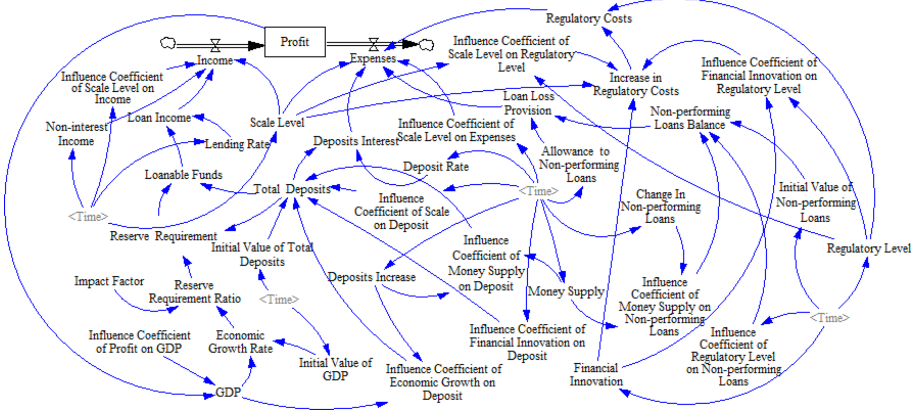 Regulatory Costs
Profit
Income
Expenses
Influence Coefficient of
Scale Level on Regulatory
Level
Increase in
Regulatory Costs
Influence Coefficient of
Financial Innovation on
Regulatory Level
Influence Coefficient
of Scale Level on
Income
Loan Income
Scale Level
Loan Loss
Provision
Non-performing
Loans Balance
Non-interest
Income
Lending Rate
Deposits Interest
Influence Coefficient of
Scale Level on Expenses
Deposit Rate
Allowance to
Non-performing
Loans
Loanable Funds
Total Deposits
<Time>
Influence
Coefficient of Scale
on Deposit
<Time>
Change In
Non-performing
Loans
Initial Value of
Non-performing
Loans
Reserve Requirement
Initial Value of Total
Deposits
Influence
Coefficient of
Money Supply
on Deposit
Regulatory Level
Impact Factor
Reserve
Requirement Ratio
<Time>
Deposits Increase
Money Supply
Influence
Coefficient of
Money Supply on
Non-performing
Loans
<Time>
Influence Coefficient
of Profit on GDP
Economic
Growth Rate
Initial Value of
GDP
Influence Coefficient of
Financial Innovation on
Deposit
Influence
Coefficient of
Regulatory Level
on Non-performing
Loans
GDP
Influence Coefficient of
Economic Growth on
Deposit
Financial
Innovation